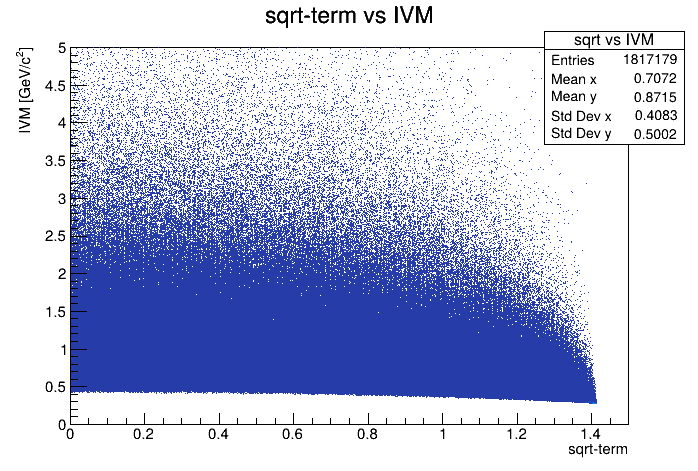 sqrt-term vs IVM
sqrt vs IVM
Entries 1817179
Mean x 0.7072
Mean y 0.8715
Std Dev x 0.4083
Std Dev y 0.5002
IVM [GeV/c²]
5
4.5
4
3.5
3
2.5
2
1.5
1
0.5
0
0 0.2 0.4 0.6 0.8 1 1.2 1.4
sqrt-term